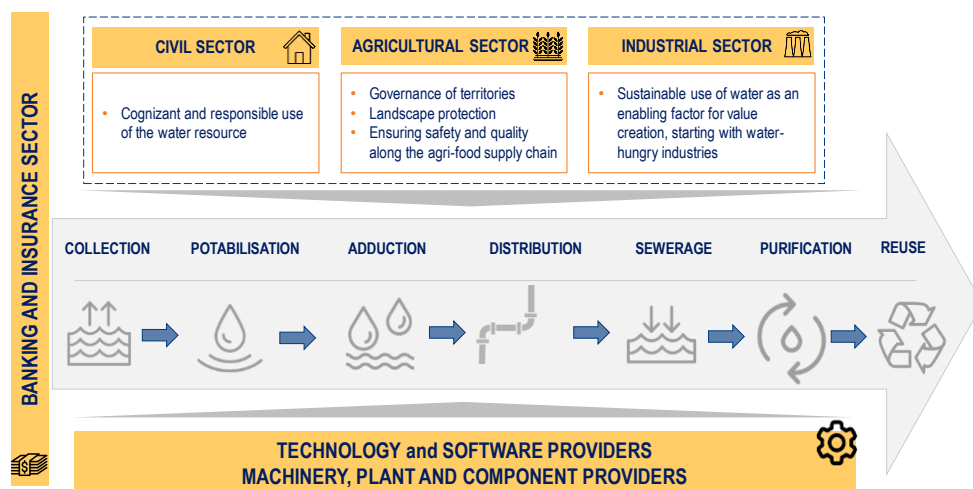 BANKING AND INSURANCE SECTOR
CIVIL SECTOR
• Cognizant and responsible use
of the water resource
AGRICULTURAL SECTOR
• Governance of territories
• Landscape protection
• Ensuring safety and quality
along the agri-food supply chain
INDUSTRIAL SECTOR
• Sustainable use of water as an
enabling factor for value
creation, starting with water-
hungry industries
COLLECTION
POTABILISATION
ADDUCTION
DISTRIBUTION
SEWERAGE
PURIFICATION
REUSE
TECHNOLOGY and SOFTWARE PROVIDERS
MACHINERY, PLANT AND COMPONENT PROVIDERS